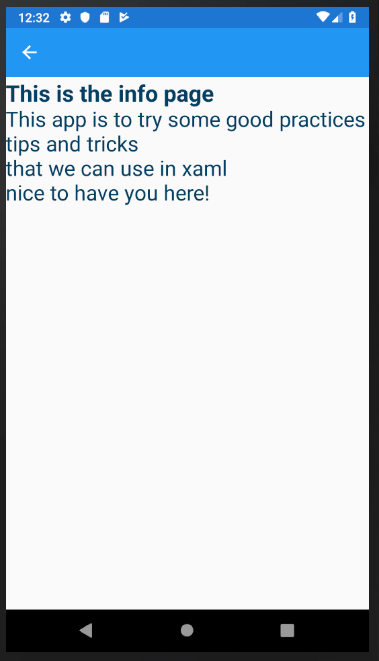 12:32
This is the info page
This app is to try some good practices
tips and tricks
that we can use in xaml
nice to have you here!